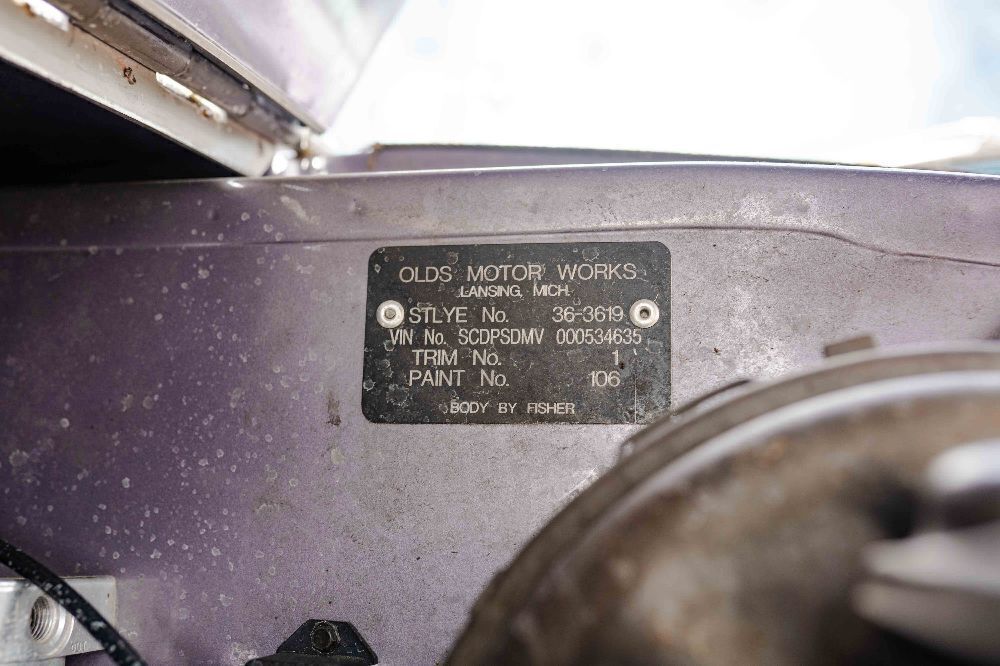 OLDS MOTOR WORKS
LANSING, MICH.
STLYE No. 36-3619
VIN No. SCDPSDMV 000534635
TRIM No. 1
PAINT No. 106
BODY BY FISHER